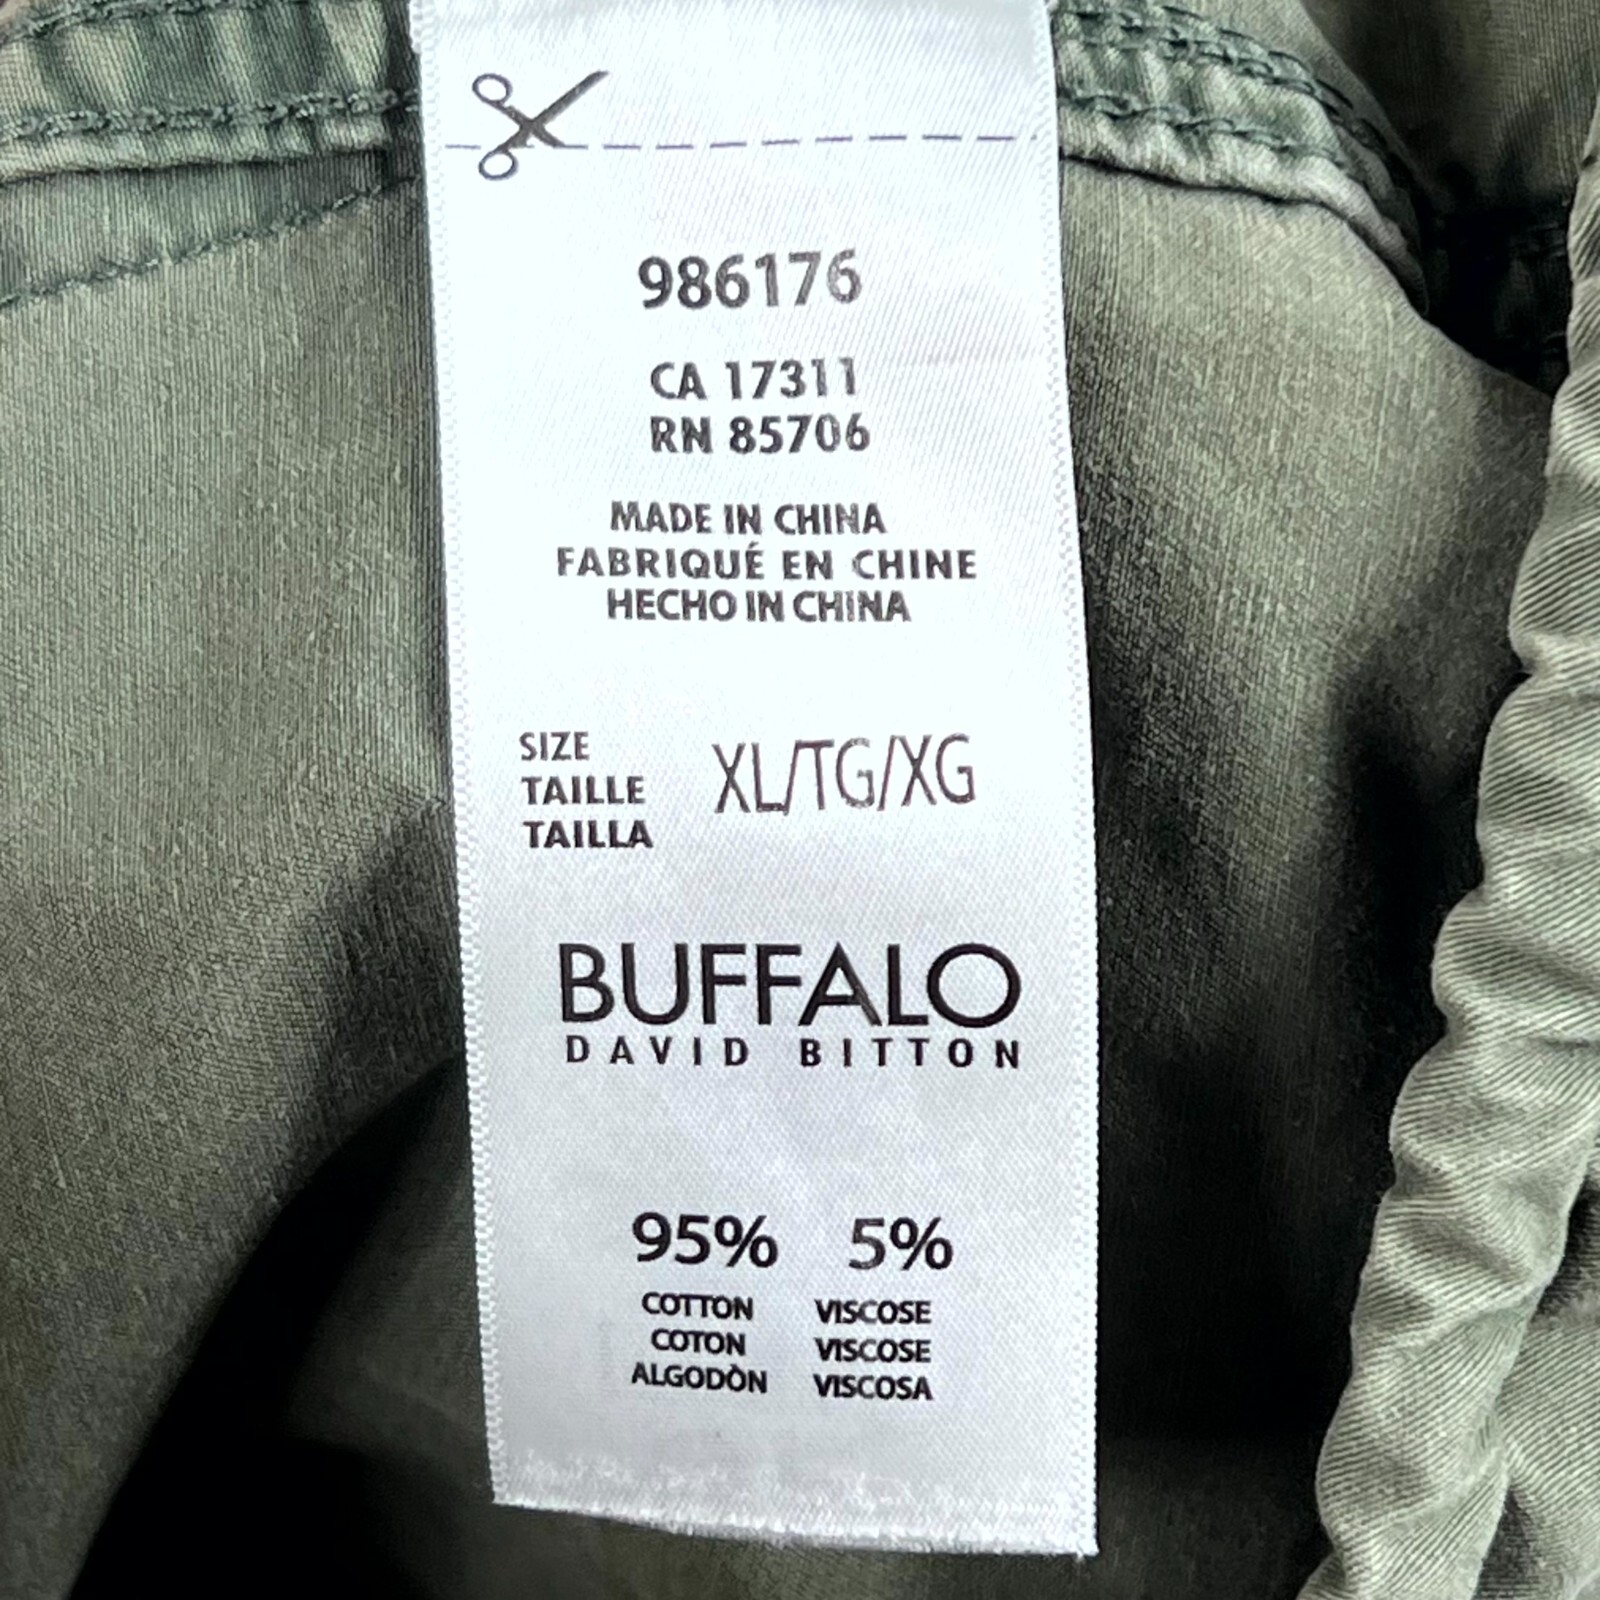 986176
CA 17311
RN 85706
MADE IN CHINA
FABRIQUÉ EN CHINE
HECHO IN CHINA
SIZE
TAILLE
TAILLA
XL/TG/XG
BUFFALO
DAVID BITTON
95% 5%
COTTON VISCOSE
COTON VISCOSE
ALGODÒN VISCOSA